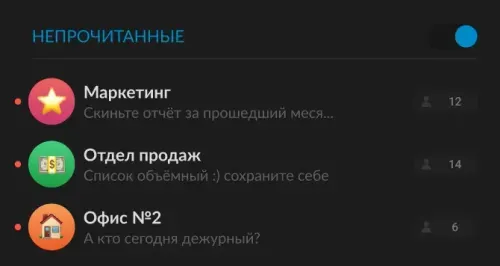 НЕПРОЧИТАННЫЕ
Маркетинг
Скиньте отчёт за прошедший меся...
12
Отдел продаж
Список объёмный :) сохраните себе
14
Офис №2
А кто сегодня дежурный?
6